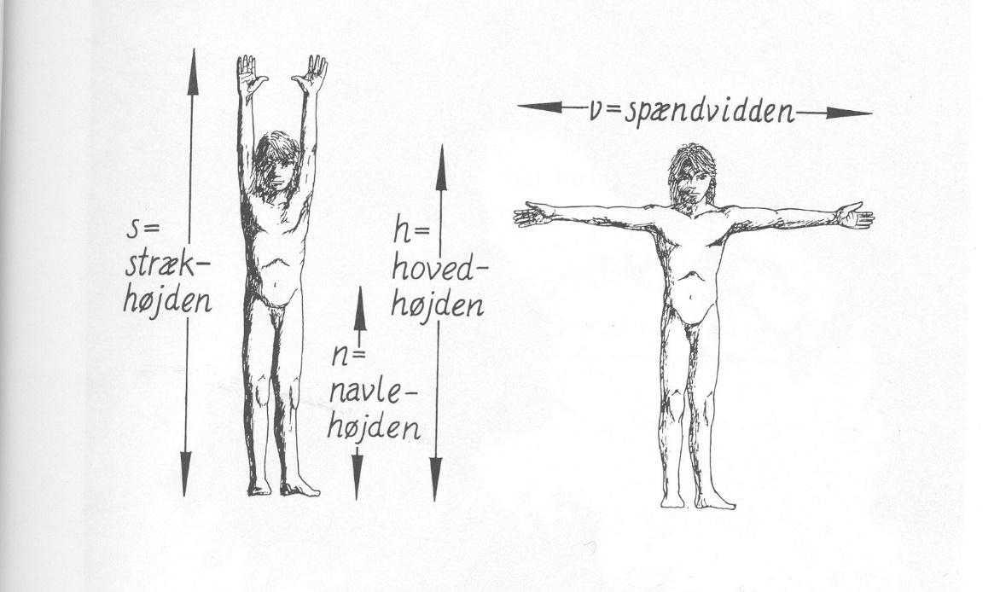 s=
stræk-
højden
n=
navle-
højden
h=
hoved-
højden
v=spændvidden